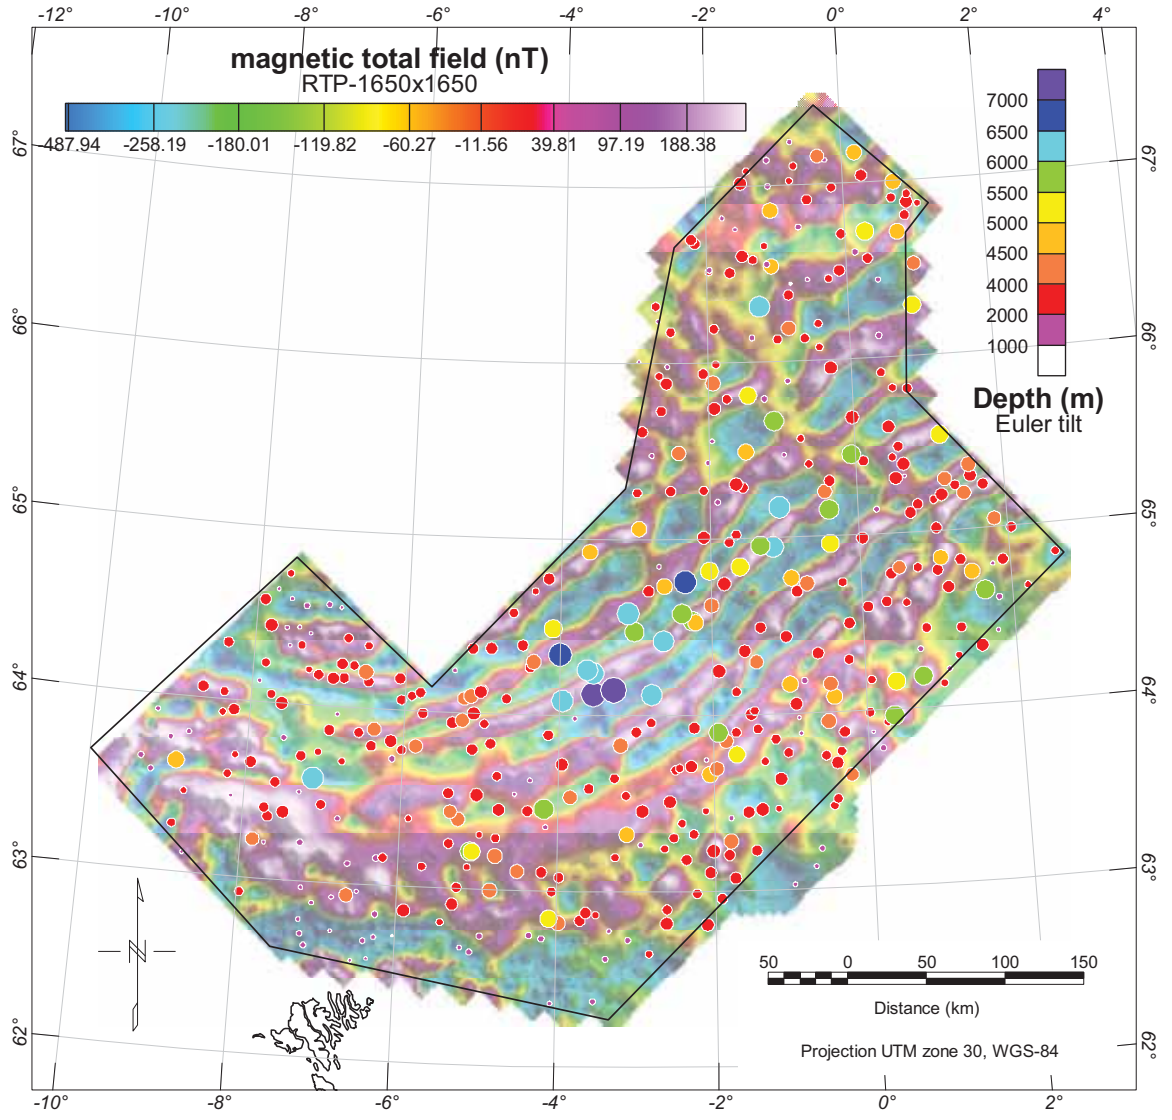 -12° -10° -8° -6° -4° -2° 0° 2° 4°
magnetic total field (nT)
RTP-1650x1650
-487.94 -258.19 -180.01 -119.82 -60.27 -11.56 39.81 97.19 188.38
7000
6500
6000
5500
5000
4500
4000
2000
1000
Depth (m)
Euler tilt
67°
66°
65°
64°
63°
62°
67°
66°
65°
64°
63°
62°
N
50 0 50 100 150
Distance (km)
Projection UTM zone 30, WGS-84
-10° -8° -6° -4° -2° 0° 2°